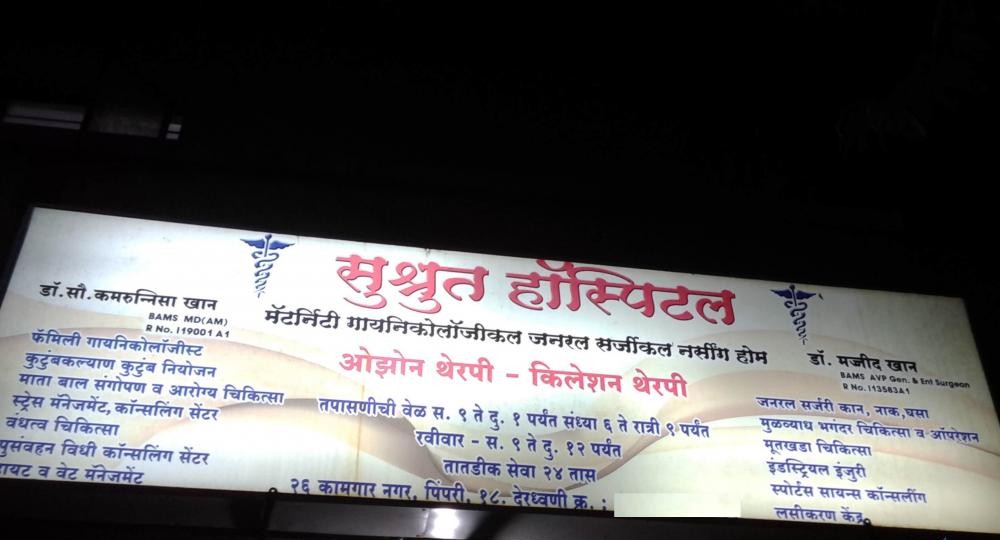 सुश्रुत हॉस्पिटल
मॅटर्निटी गायनिकोलॉजीकल जनरल सर्जीकल नर्सींग होम
ओझोन थेरपी - किलेशन थेरपी
तपासणीची वेळ स. ९ ते दु. १ पर्यंत संध्या ६ ते रात्री ९ पर्यंत
रवीवार - स. ९ ते दु. १२ पर्यंत
तातडीक सेवा २४ तास
२६ कामगार नगर, पिंपरी, १८. देरध्वणी क्र. :
डॉ.सौ.कमरुन्निसा खान
BAMS MD(AM)
R No. I19001 A1
फॅमिली गायनिकोलॉजीस्ट
कुटुंबकल्याण कुटुंब नियोजन
माता बाल संगोपण व आरोग्य चिकित्सा
स्ट्रेस मॅनेजमेंट, कॉन्सलिंग सेंटर
वंधत्व चिकित्सा
पुसंवहन विधी कॉन्सलिंग सेंटर
डायट व वेट मॅनेजमेंट
डॉ. मज्जीद खान
BAMS AVP Gen. & Ent Surgeon
R No. I13583A1
जनरल सर्जरी कान, नाक, घसा
मुळव्याध भगंदर चिकित्सा व ऑपरेशन
मूतखडा चिकित्सा
इंडस्ट्रियल इंजुरी
स्पोर्टस सायन्स कॉन्सलींग
लसीकरण केंद्र